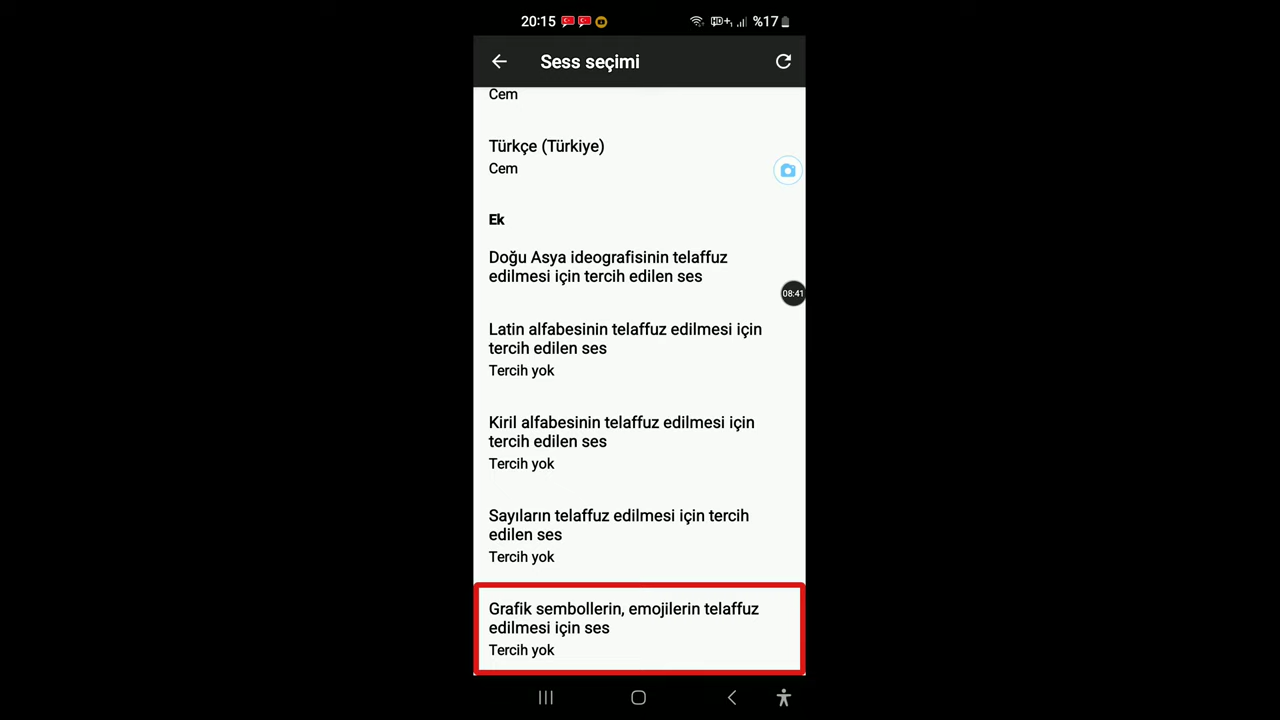 20:15
HD+
%17
Sess seçimi
Cem
Türkçe (Türkiye)
Cem
Ek
Doğu Asya ideografisinin telaffuz
edilmesi için tercih edilen ses
08:41
Latin alfabesinin telaffuz edilmesi için
tercih edilen ses
Tercih yok
Kiril alfabesinin telaffuz edilmesi için
tercih edilen ses
Tercih yok
Sayıların telaffuz edilmesi için tercih
edilen ses
Tercih yok
Grafik sembollerin, emojilerin telaffuz
edilmesi için ses
Tercih yok